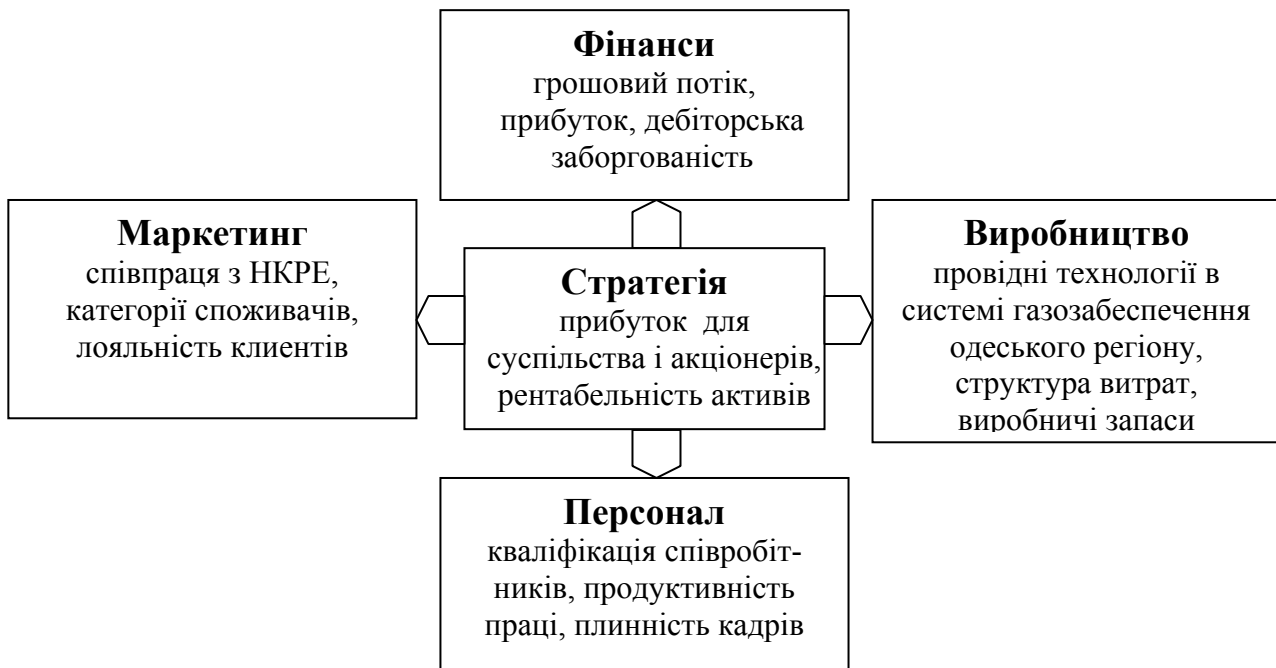 Фінанси
грошовий потік,
прибуток, дебіторська
заборгованість
Маркетинг
співпраця з НКРЕ,
категорії споживачів,
лояльність клиентів
Стратегія
прибуток для
суспільства і акціонерів,
рентабельність активів
Виробництво
провідні технології в
системі газозабеспечення
одеського регіону,
структура витрат,
виробничі запаси
Персонал
кваліфікація співробіт-
ників, продуктивність
праці, плинність кадрів